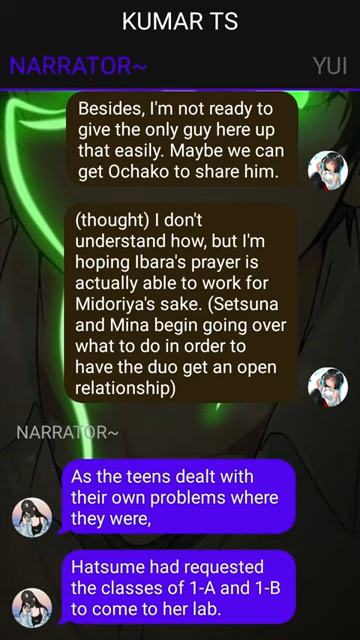 KUMAR TS
NARRATOR~ YUI
Besides, I'm not ready to
give the only guy here up
that easily. Maybe we can
get Ochako to share him.
(thought) I don't
understand how, but I'm
hoping Ibara's prayer is
actually able to work for
Midoriya's sake. (Setsuna
and Mina begin going over
what to do in order to
have the duo get an open
relationship)
NARRATOR~
As the teens dealt with
their own problems where
they were,
Hatsume had requested
the classes of 1-A and 1-B
to come to her lab.